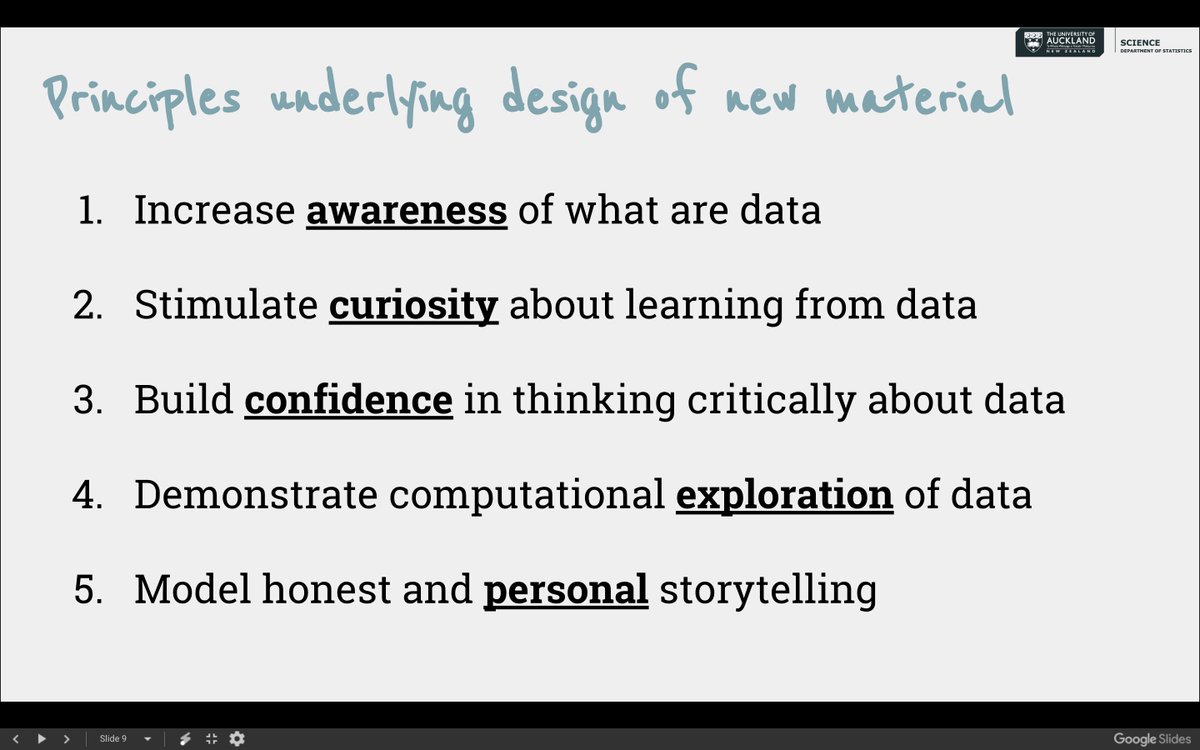 THE UNIVERSITY OF
AUCKLAND
NEW ZEALAND
SCIENCE
DEPARTMENT OF STATISTICS
Principles underlying design of new material
1. Increase awareness of what are data
2. Stimulate curiosity about learning from data
3. Build confidence in thinking critically about data
4. Demonstrate computational exploration of data
5. Model honest and personal storytelling
Slide 9
Google Slides